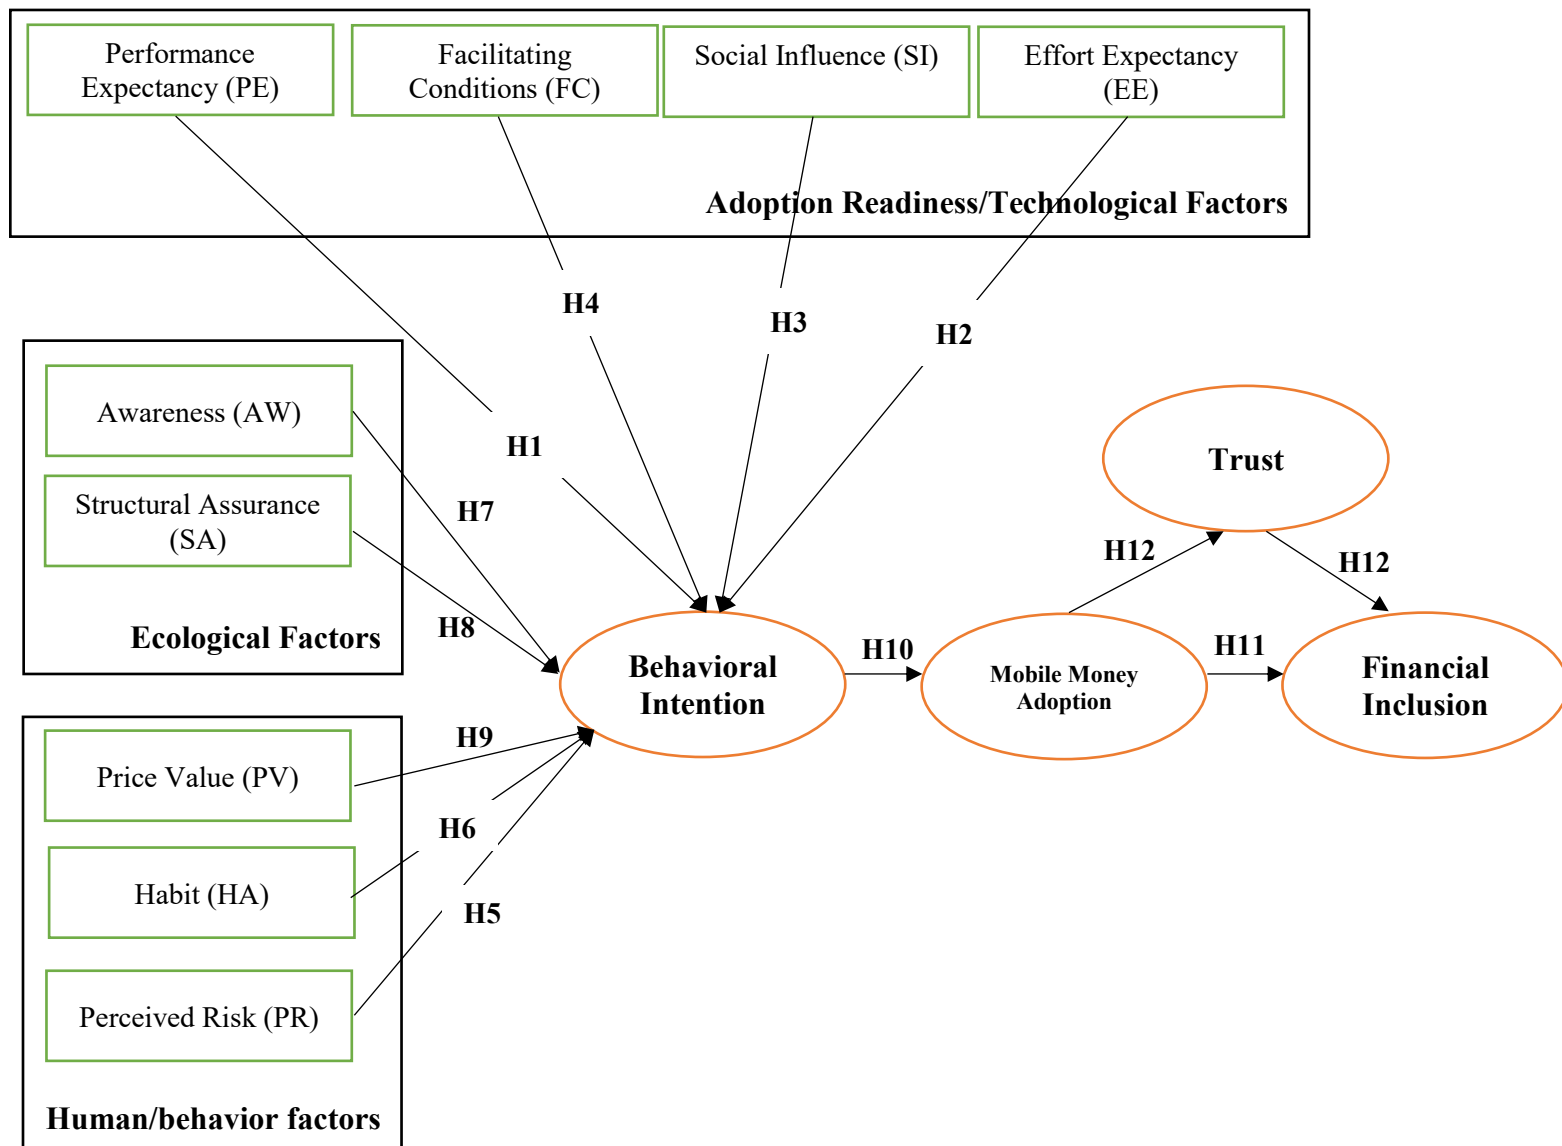 Performance
Expectancy (PE)
Facilitating
Conditions (FC)
Social Influence (SI)
Effort Expectancy
(EE)
Adoption Readiness/Technological Factors
H4
H3
H2
H1
Awareness (AW)
Structural Assurance
(SA)
Ecological Factors
H7
H8
Trust
H12
H12
Behavioral
Intention
H10
Mobile Money
Adoption
H11
Financial
Inclusion
Price Value (PV)
H9
Habit (HA)
H6
Perceived Risk (PR)
H5
Human/behavior factors